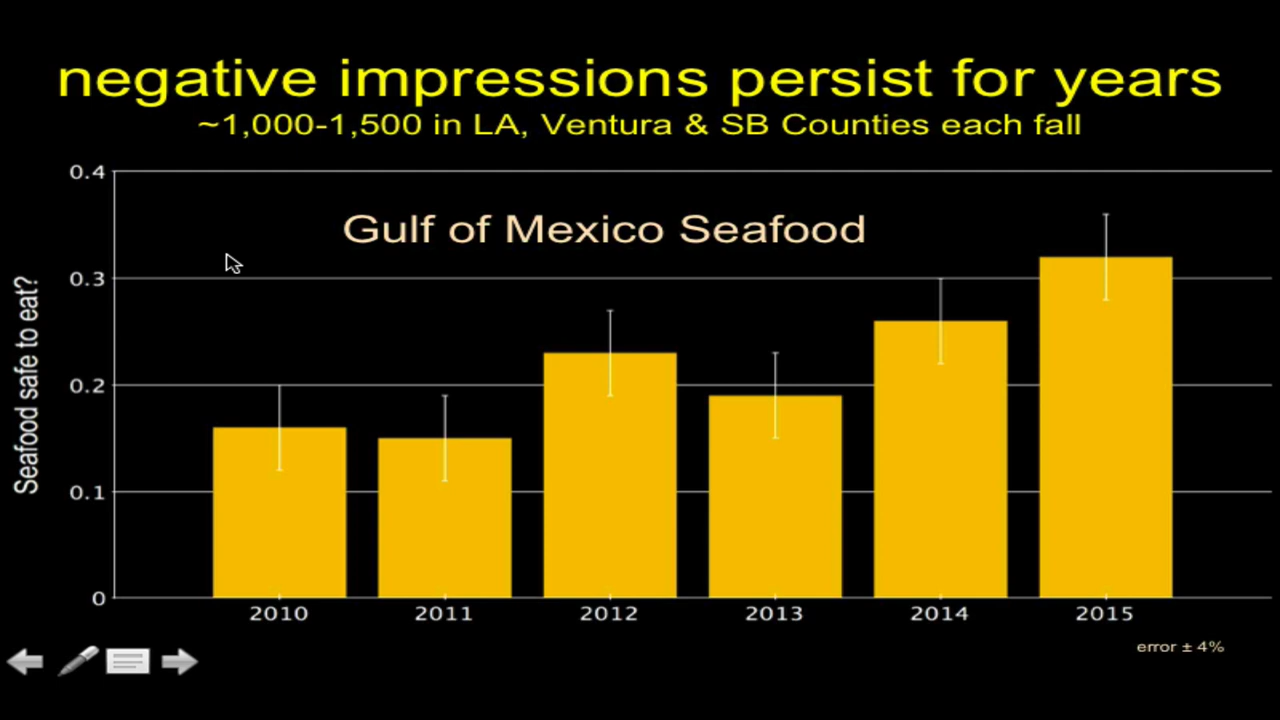 negative impressions persist for years
~1,000-1,500 in LA, Ventura & SB Counties each fall
Gulf of Mexico Seafood
Seafood safe to eat?
0.4
0.3
0.2
0.1
0
2010 2011 2012 2013 2014 2015
error ± 4%